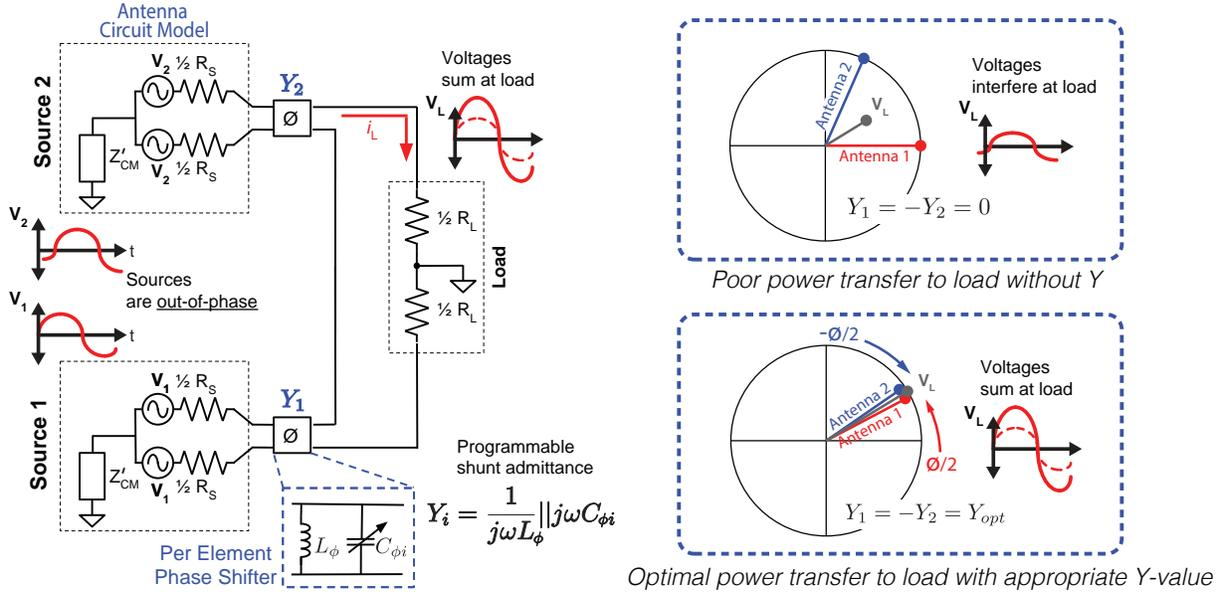 Antenna
Circuit Model
Source 2
V2 ½ RS
V2 ½ RS
Z′CM
Y2
Ø
iL
Voltages
sum at load
VL
½ RL
½ RL
Load
V2
t
Sources
are out-of-phase
V1
t
Source 1
V1 ½ RS
V1 ½ RS
Z′CM
Y1
Ø
Per Element
Phase Shifter
Lϕ
Cϕi
Programmable
shunt admittance
Yi = 1/jωLϕ || jωCϕi
Antenna 2
VL
Antenna 1
Y1 = −Y2 = 0
Voltages
interfere at load
VL
Poor power transfer to load without Y
-Ø/2
VL
Antenna 2
Antenna 1
Ø/2
Y1 = −Y2 = Yopt
Voltages
sum at load
VL
Optimal power transfer to load with appropriate Y-value